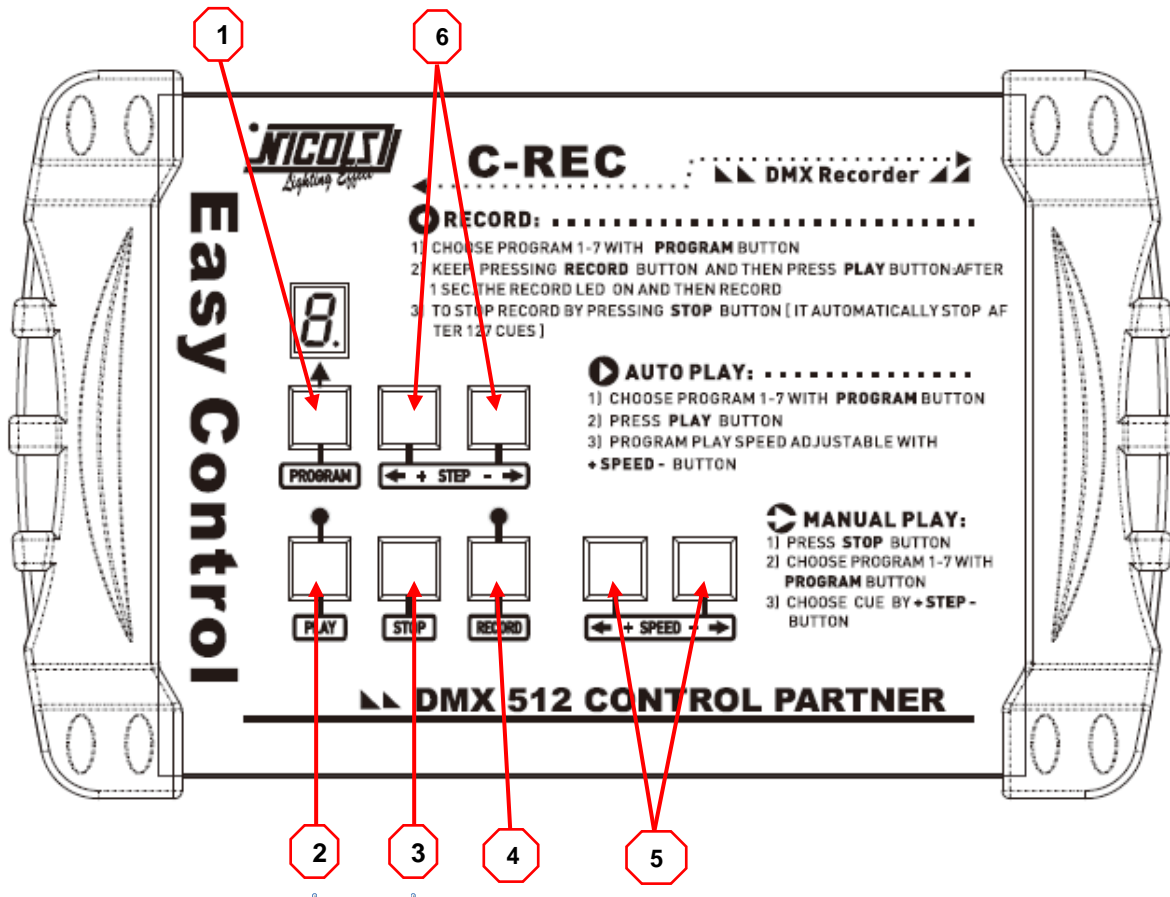 1
6
NICOLS
Lighting Effect
C-REC
DMX Recorder
Easy Control
RECORD:
1) CHOOSE PROGRAM 1-7 WITH PROGRAM BUTTON
2) KEEP PRESSING RECORD BUTTON AND THEN PRESS PLAY BUTTON:AFTER
1 SEC.THE RECORD LED ON AND THEN RECORD
3) TO STOP RECORD BY PRESSING STOP BUTTON [ IT AUTOMATICALLY STOP AF
TER 127 CUES ]
8.
AUTO PLAY:
1) CHOOSE PROGRAM 1-7 WITH PROGRAM BUTTON
2) PRESS PLAY BUTTON
3) PROGRAM PLAY SPEED ADJUSTABLE WITH
+ SPEED - BUTTON
PROGRAM
+ STEP -
MANUAL PLAY:
1) PRESS STOP BUTTON
2) CHOOSE PROGRAM 1-7 WITH
PROGRAM BUTTON
3) CHOOSE CUE BY + STEP -
BUTTON
PLAY
STOP
RECORD
+ SPEED -
DMX 512 CONTROL PARTNER
2
3
4
5